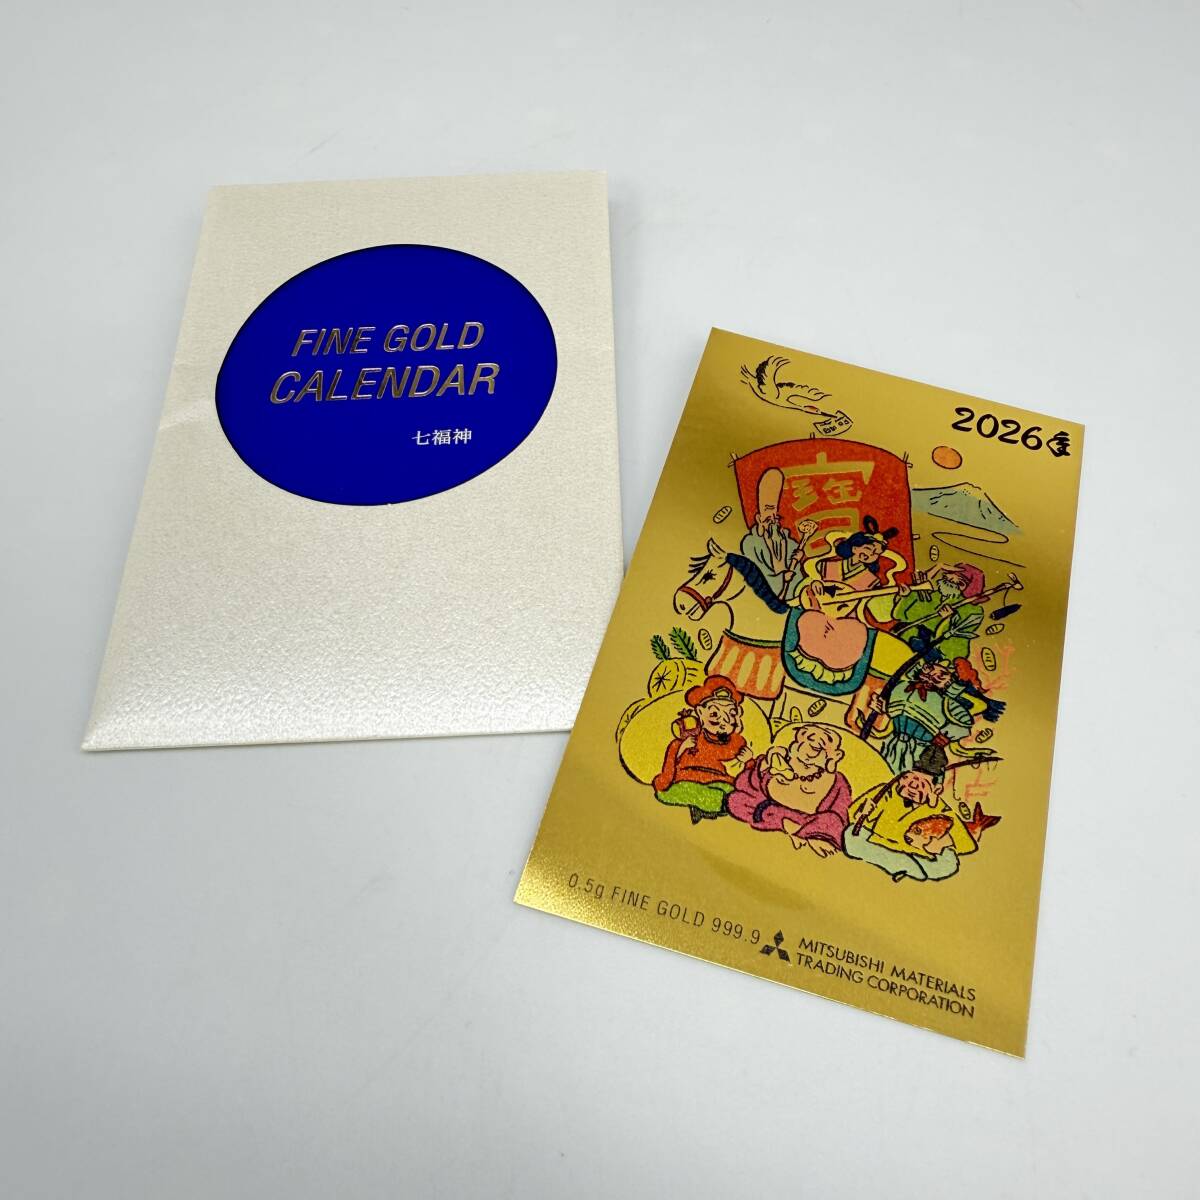 FINE GOLD
CALENDAR
七福神
2026年
寶
0.5g FINE GOLD 999.9
MITSUBISHI MATERIALS
TRADING CORPORATION